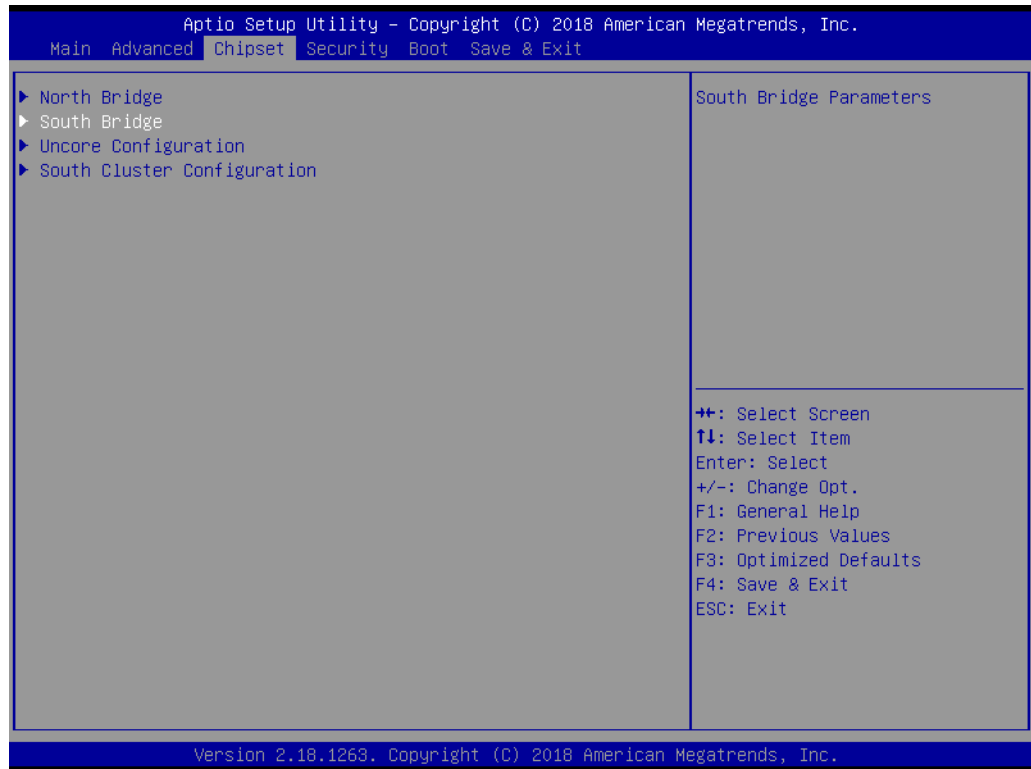 Aptio Setup Utility – Copyright (C) 2018 American Megatrends, Inc.
Main Advanced Chipset Security Boot Save & Exit
North Bridge
South Bridge
Uncore Configuration
South Cluster Configuration
South Bridge Parameters
→←: Select Screen
↑↓: Select Item
Enter: Select
+/-: Change Opt.
F1: General Help
F2: Previous Values
F3: Optimized Defaults
F4: Save & Exit
ESC: Exit
Version 2.18.1263. Copyright (C) 2018 American Megatrends, Inc.